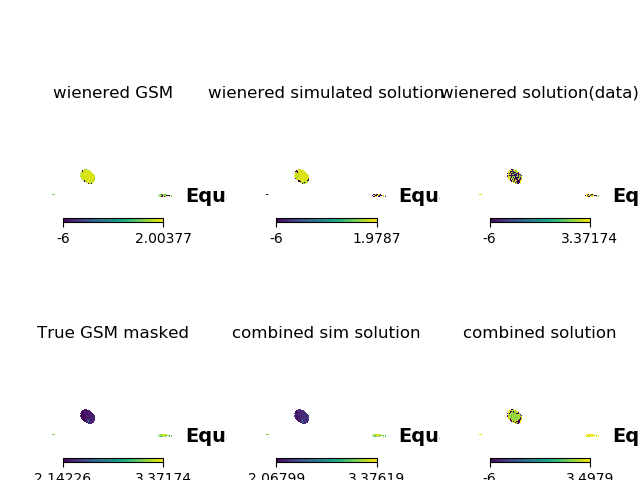 wienered GSM
wienered simulated solution
wienered solution(data)
Equ
Equ
Eq
-6 2.00377
-6 1.9787
-6 3.37174
True GSM masked
combined sim solution
combined solution
Equ
Equ
Eq
2.14226 3.37174
2.06799 3.37619
-6 3.4979